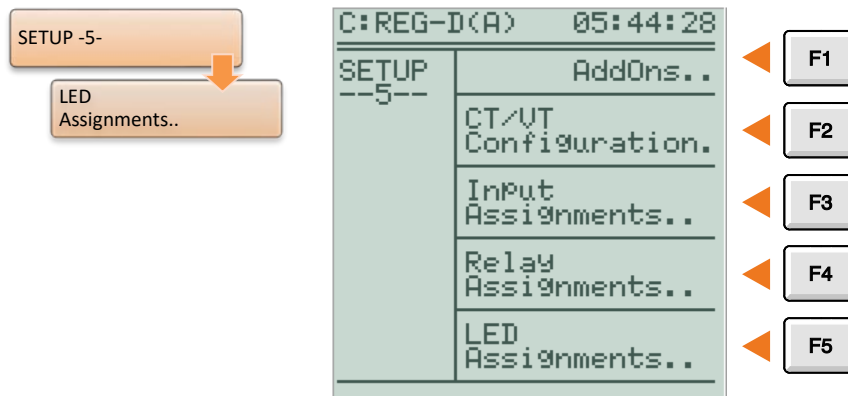 SETUP -5-
LED
Assignments..
C:REG-D(A) 05:44:28
SETUP
--5--
AddOns..
CT/VT
Configuration.
Input
Assignments..
Relay
Assignments..
LED
Assignments..
F1
F2
F3
F4
F5